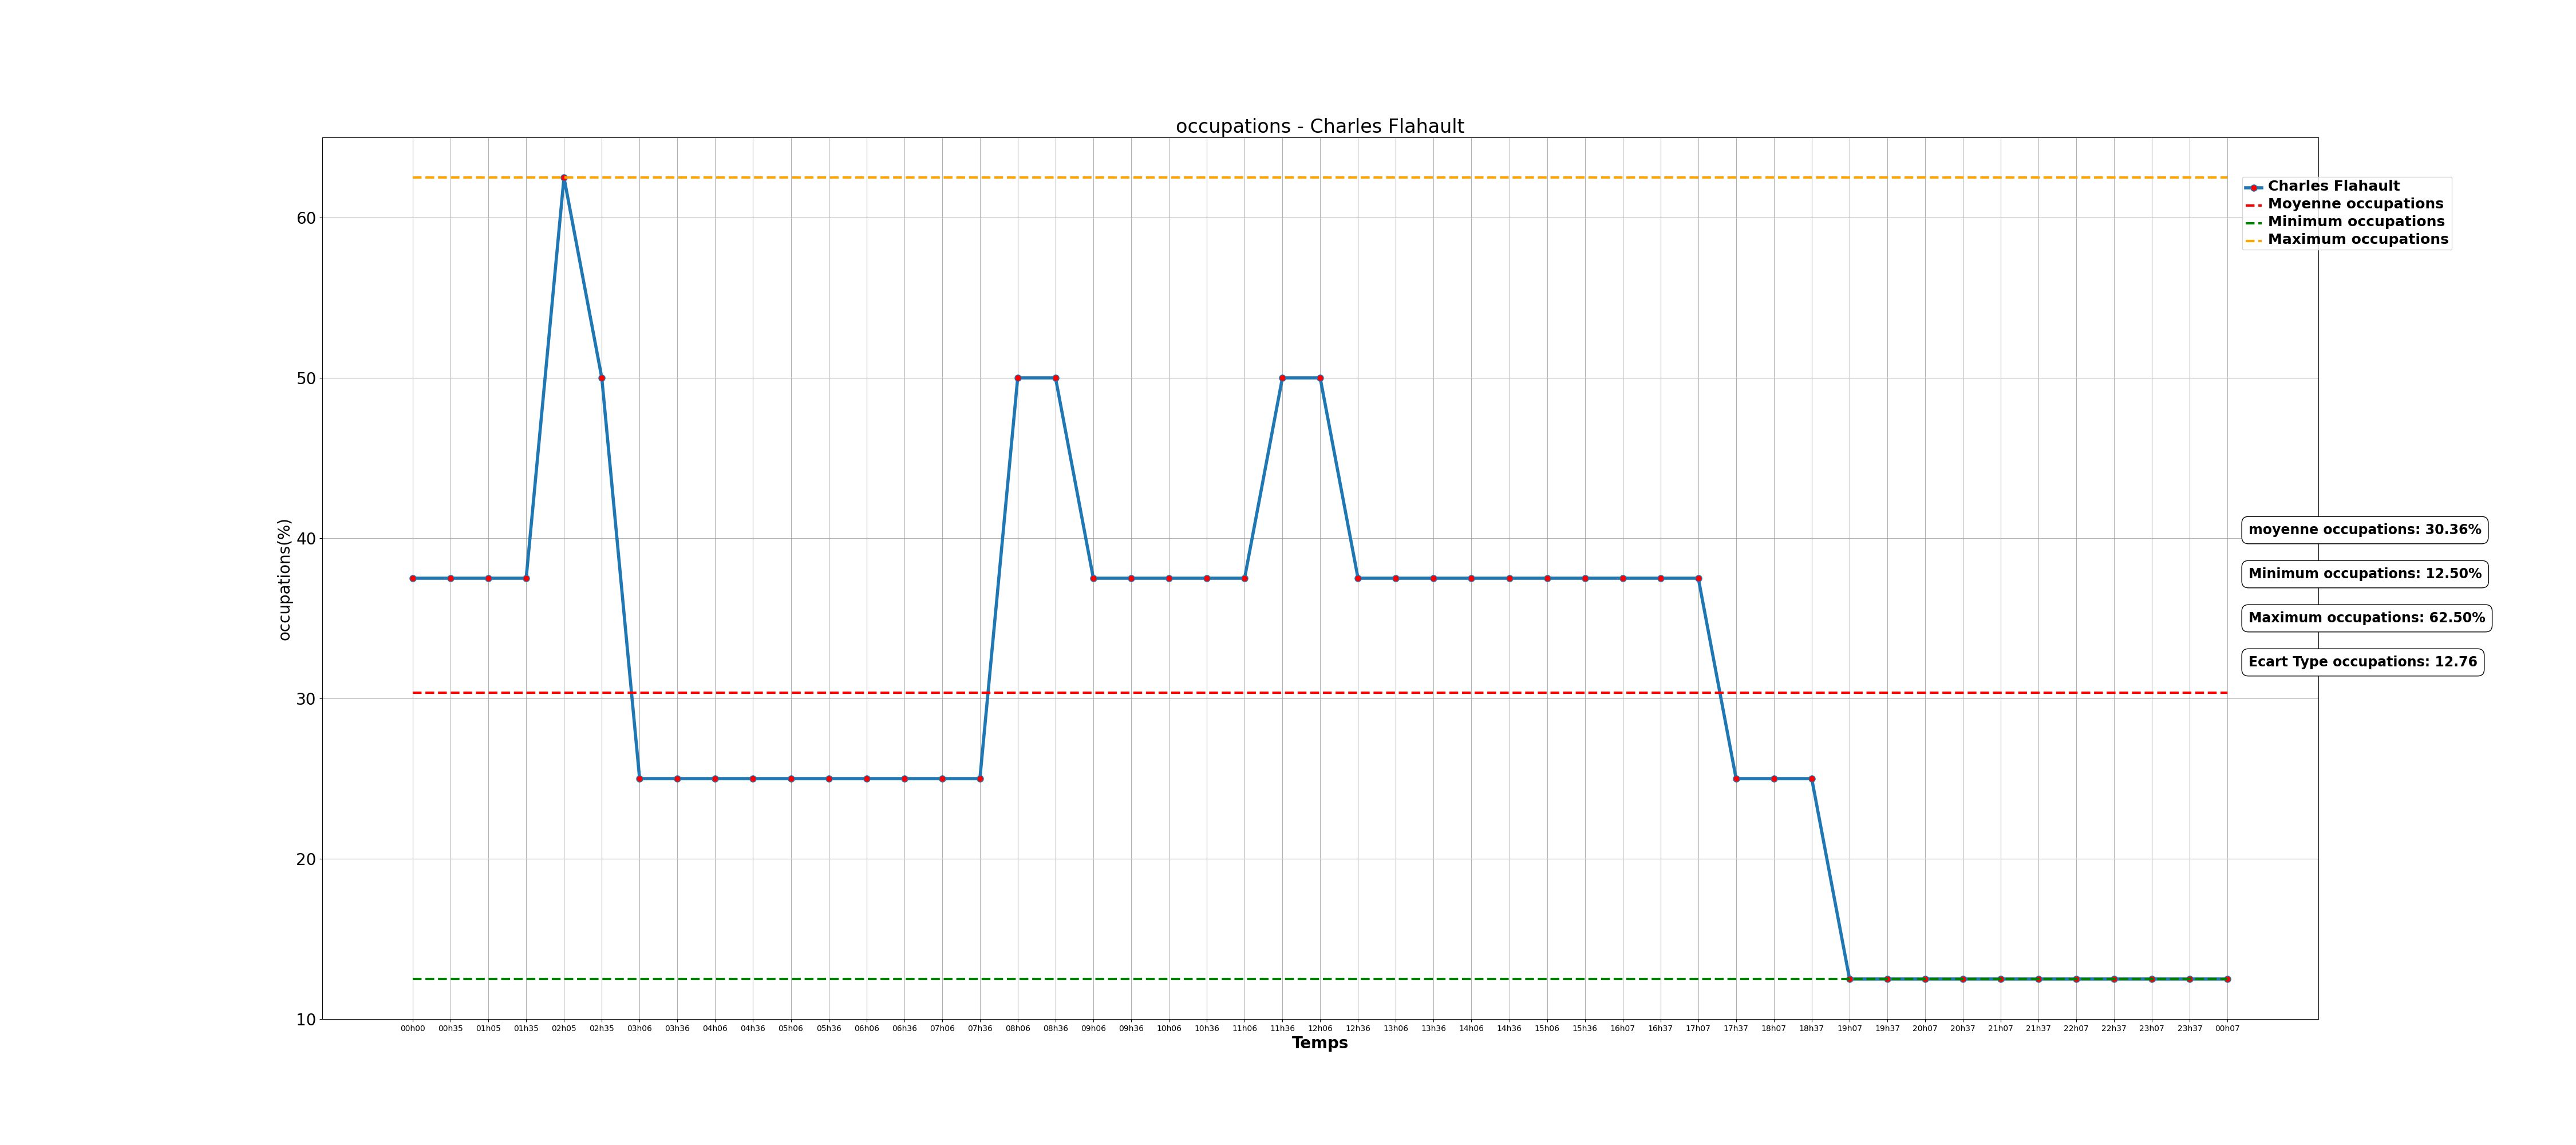 occupations - Charles Flahault
60
50
40
30
20
10
occupations(%)
Charles Flahault
Moyenne occupations
Minimum occupations
Maximum occupations
moyenne occupations: 30.36%
Minimum occupations: 12.50%
Maximum occupations: 62.50%
Ecart Type occupations: 12.76
00h00 00h35 01h05 01h35 02h05 02h35 03h06 03h36 04h06 04h36 05h06 05h36 06h06 06h36 07h06 07h36 08h06 08h36 09h06 09h36 10h06 10h36 11h06 11h36 12h06 12h36 13h06 13h36 14h06 14h36 15h06 15h36 16h07 16h37 17h07 17h37 18h07 18h37 19h07 19h37 20h07 20h37 21h07 21h37 22h07 22h37 23h07 23h37 00h07
Temps